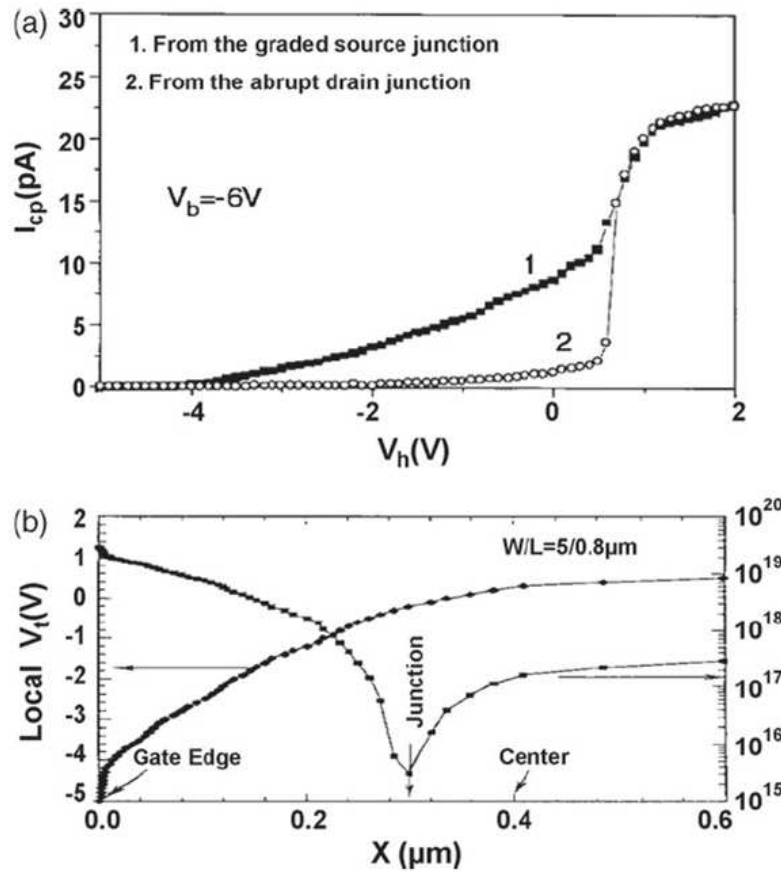 (a)
30
25
20
15
10
5
0
I_cp(pA)
1. From the graded source junction
2. From the abrupt drain junction
V_b=-6V
1
2
-4
-2
0
2
V_h(V)
(b)
2
1
0
-1
-2
-3
-4
-5
Local V_t(V)
W/L=5/0.8μm
10^20
10^19
10^18
10^17
10^16
10^15
Junction
Gate Edge
Center
0.0
0.2
0.4
0.6
X (μm)